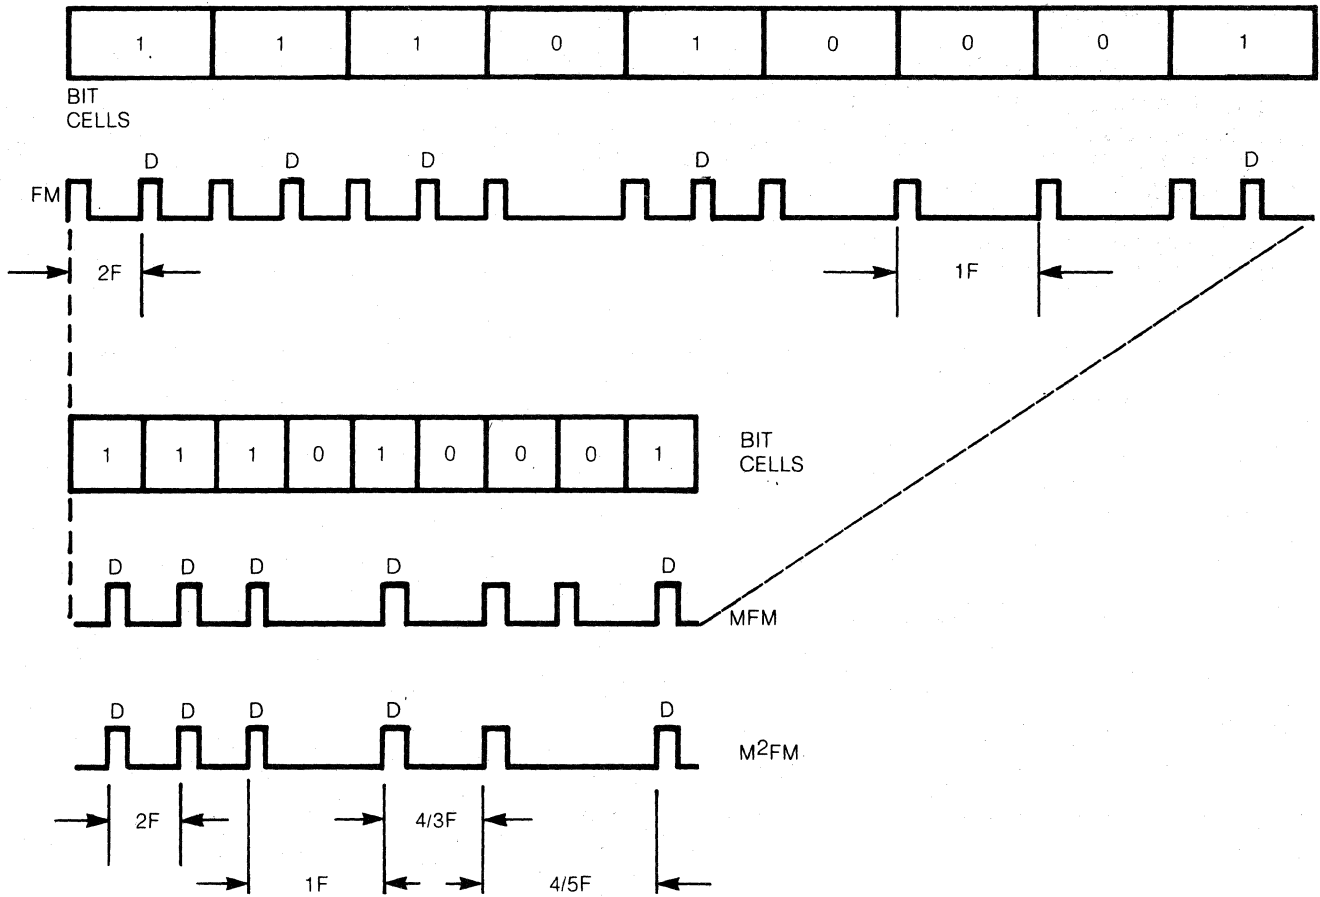 1 1 1 0 1 0 0 0 1
BIT
CELLS
D D D D D
FM
2F 1F
1 1 1 0 1 0 0 0 1
BIT
CELLS
D D D D D
MFM
D D D D D
M²FM
2F 4/3F
1F 4/5F